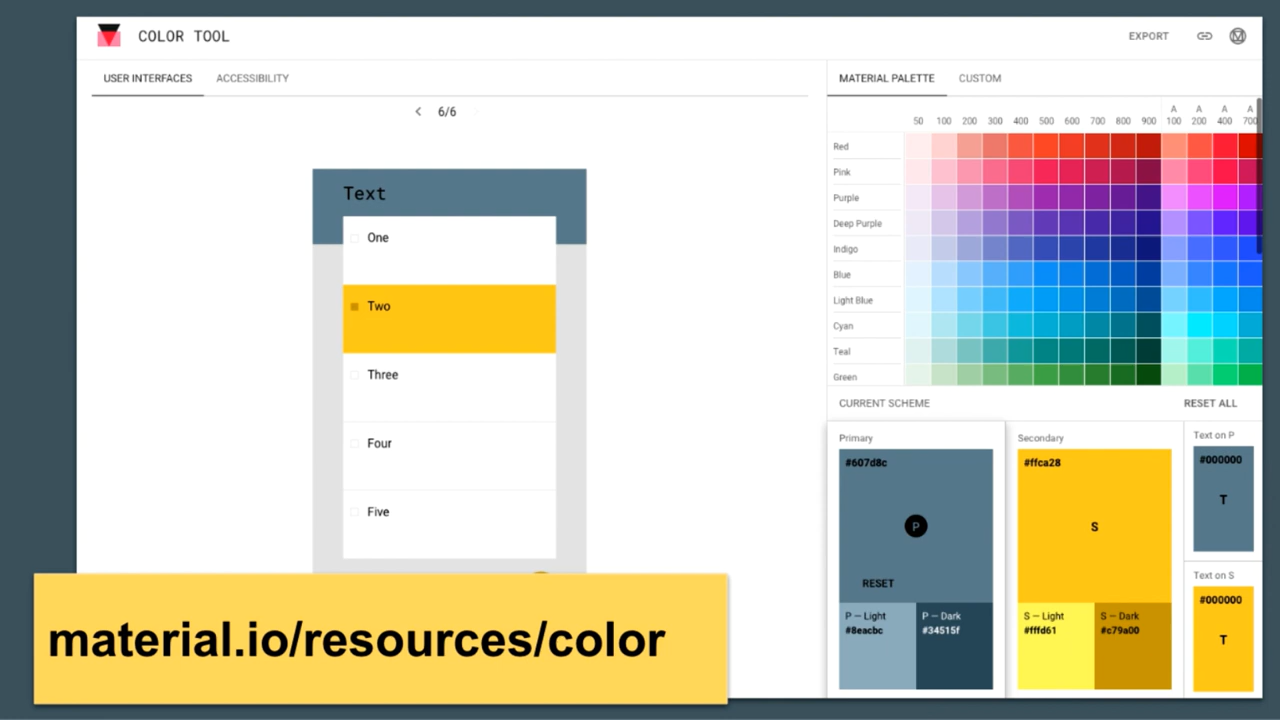 COLOR TOOL
EXPORT
USER INTERFACES
ACCESSIBILITY
6/6
Text
One
Two
Three
Four
Five
MATERIAL PALETTE
CUSTOM
50 100 200 300 400 500 600 700 800 900 A 100 A 200 A 400 A 700
Red
Pink
Purple
Deep Purple
Indigo
Blue
Light Blue
Cyan
Teal
Green
CURRENT SCHEME
RESET ALL
Primary
#607d8c
P
RESET
P – Light
#8eacbc
P – Dark
#34515f
Secondary
#ffca28
S
S – Light
#fffd61
S – Dark
#c79a00
Text on P
#000000
T
Text on S
#000000
T
material.io/resources/color